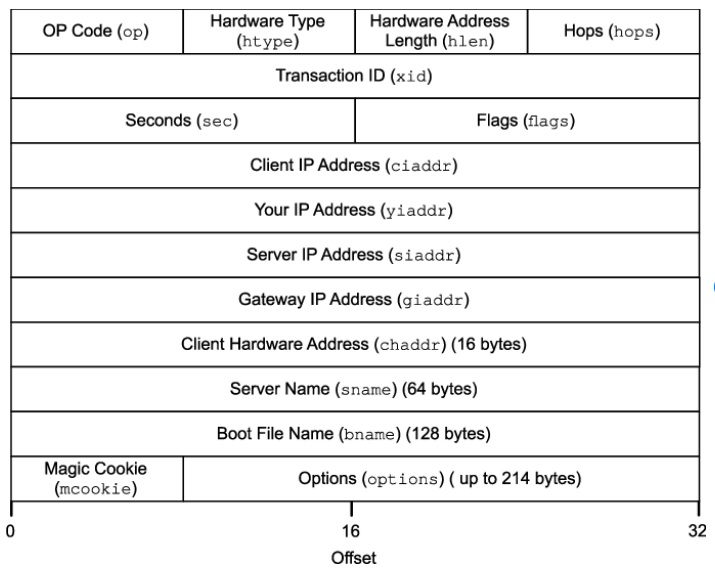 OP Code (op)
Hardware Type
(htype)
Hardware Address
Length (hlen)
Hops (hops)
Transaction ID (xid)
Seconds (sec)
Flags (flags)
Client IP Address (ciaddr)
Your IP Address (yiaddr)
Server IP Address (siaddr)
Gateway IP Address (giaddr)
Client Hardware Address (chaddr) (16 bytes)
Server Name (sname) (64 bytes)
Boot File Name (bname) (128 bytes)
Magic Cookie
(mcookie)
Options (options) ( up to 214 bytes)
0
16
32
Offset